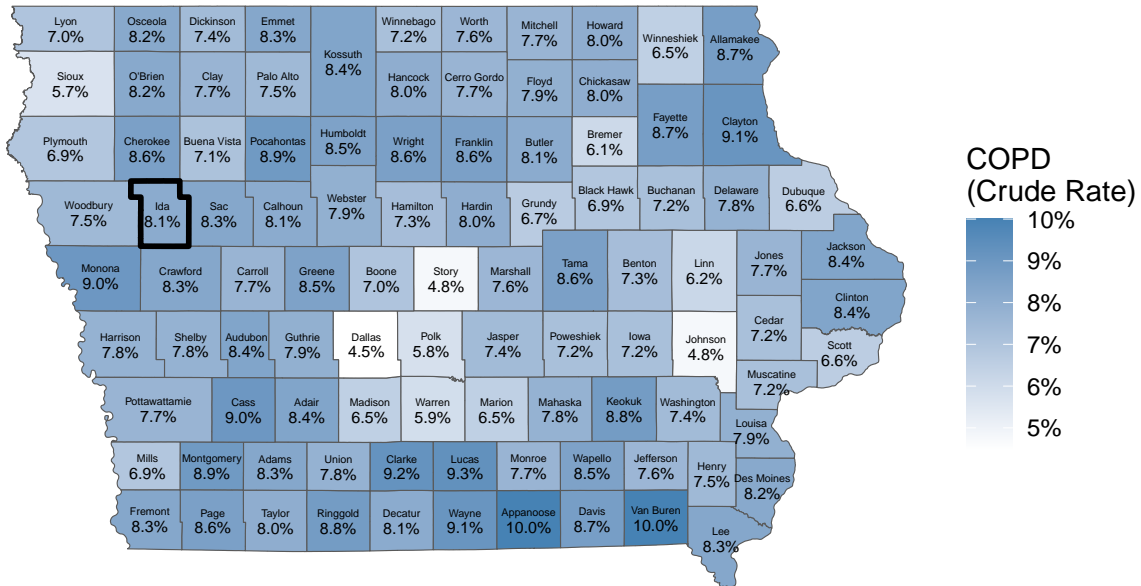 Lyon
7.0%
Osceola
8.2%
Dickinson
7.4%
Emmet
8.3%
Kossuth
8.4%
Winnebago
7.2%
Worth
7.6%
Mitchell
7.7%
Howard
8.0%
Winneshiek
6.5%
Allamakee
8.7%
Sioux
5.7%
O'Brien
8.2%
Clay
7.7%
Palo Alto
7.5%
Hancock
8.0%
Cerro Gordo
7.7%
Floyd
7.9%
Chickasaw
8.0%
Fayette
8.7%
Clayton
9.1%
Plymouth
6.9%
Cherokee
8.6%
Buena Vista
7.1%
Pocahontas
8.9%
Humboldt
8.5%
Wright
8.6%
Franklin
8.6%
Butler
8.1%
Bremer
6.1%
Woodbury
7.5%
Ida
8.1%
Sac
8.3%
Calhoun
8.1%
Webster
7.9%
Hamilton
7.3%
Hardin
8.0%
Grundy
6.7%
Black Hawk
6.9%
Buchanan
7.2%
Delaware
7.8%
Dubuque
6.6%
Monona
9.0%
Crawford
8.3%
Carroll
7.7%
Greene
8.5%
Boone
7.0%
Story
4.8%
Marshall
7.6%
Tama
8.6%
Benton
7.3%
Linn
6.2%
Jones
7.7%
Jackson
8.4%
Clinton
8.4%
Harrison
7.8%
Shelby
7.8%
Audubon
8.4%
Guthrie
7.9%
Dallas
4.5%
Polk
5.8%
Jasper
7.4%
Poweshiek
7.2%
Iowa
7.2%
Johnson
4.8%
Cedar
7.2%
Scott
6.6%
Muscatine
7.2%
Pottawattamie
7.7%
Cass
9.0%
Adair
8.4%
Madison
6.5%
Warren
5.9%
Marion
6.5%
Mahaska
7.8%
Keokuk
8.8%
Washington
7.4%
Louisa
7.9%
Mills
6.9%
Montgomery
8.9%
Adams
8.3%
Union
7.8%
Clarke
9.2%
Lucas
9.3%
Monroe
7.7%
Wapello
8.5%
Jefferson
7.6%
Henry
7.5%
Des Moines
8.2%
Fremont
8.3%
Page
8.6%
Taylor
8.0%
Ringgold
8.8%
Decatur
8.1%
Wayne
9.1%
Appanoose
10.0%
Davis
8.7%
Van Buren
10.0%
Lee
8.3%
COPD
(Crude Rate)
10%
9%
8%
7%
6%
5%